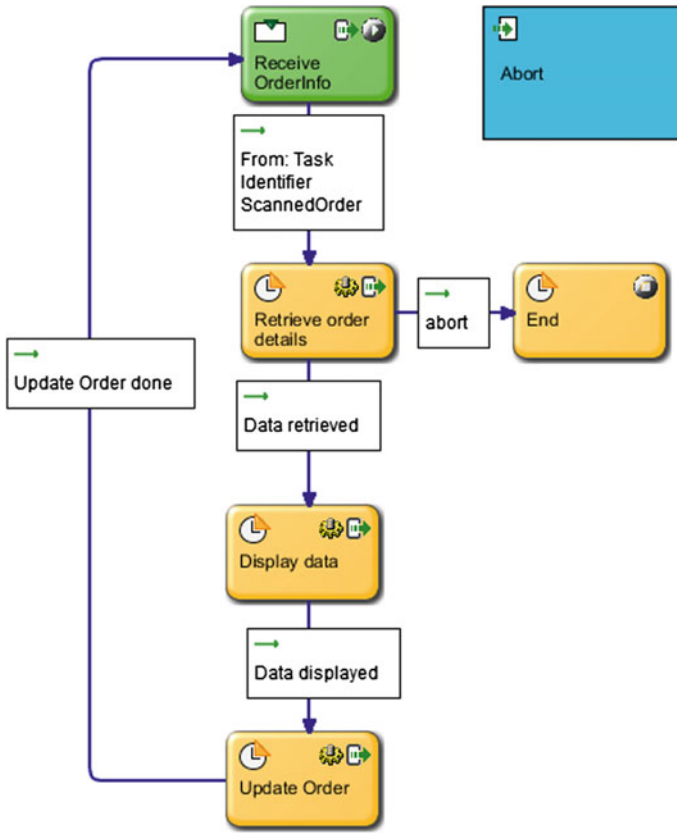 Receive
OrderInfo
Abort
From: Task
Identifier
ScannedOrder
Retrieve order
details
abort
End
Update Order done
Data retrieved
Display data
Data displayed
Update Order